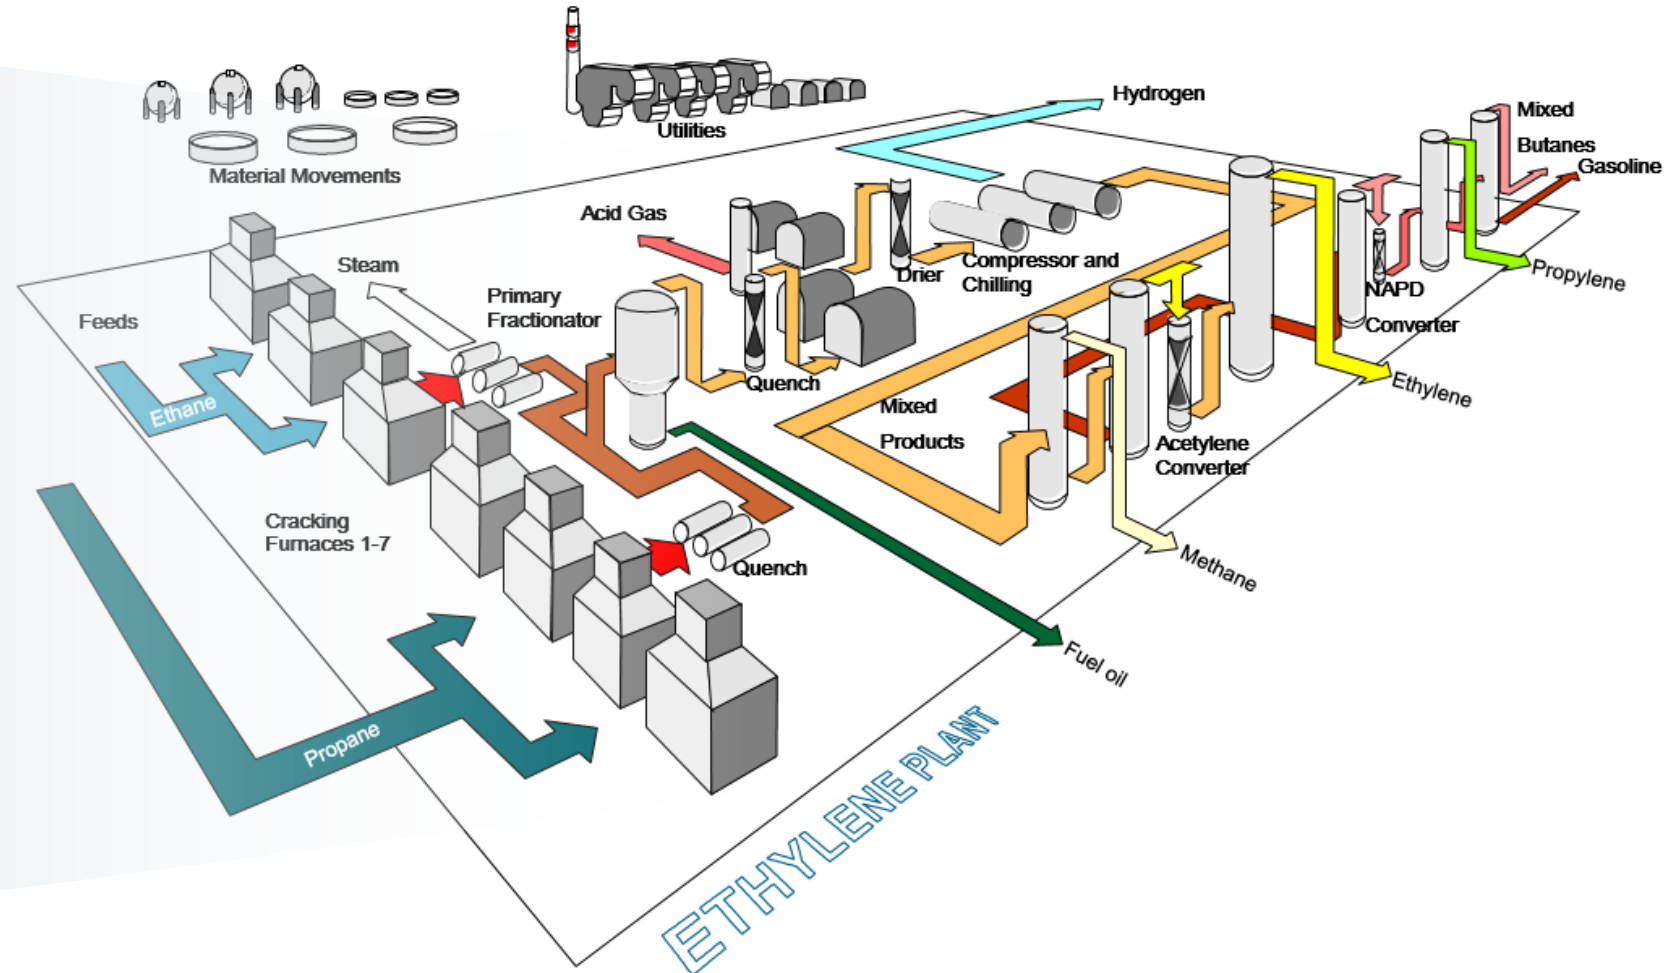 Hydrogen
Mixed
Butanes
Gasoline
Utilities
Material Movements
Acid Gas
Steam
Drier
Compressor and
Chilling
Propylene
NAPD
Converter
Feeds
Primary
Fractionator
Quench
Ethylene
Ethane
Mixed
Products
Acetylene
Converter
Cracking
Furnaces 1-7
Quench
Methane
Fuel oil
Propane
ETHYLENE PLANT